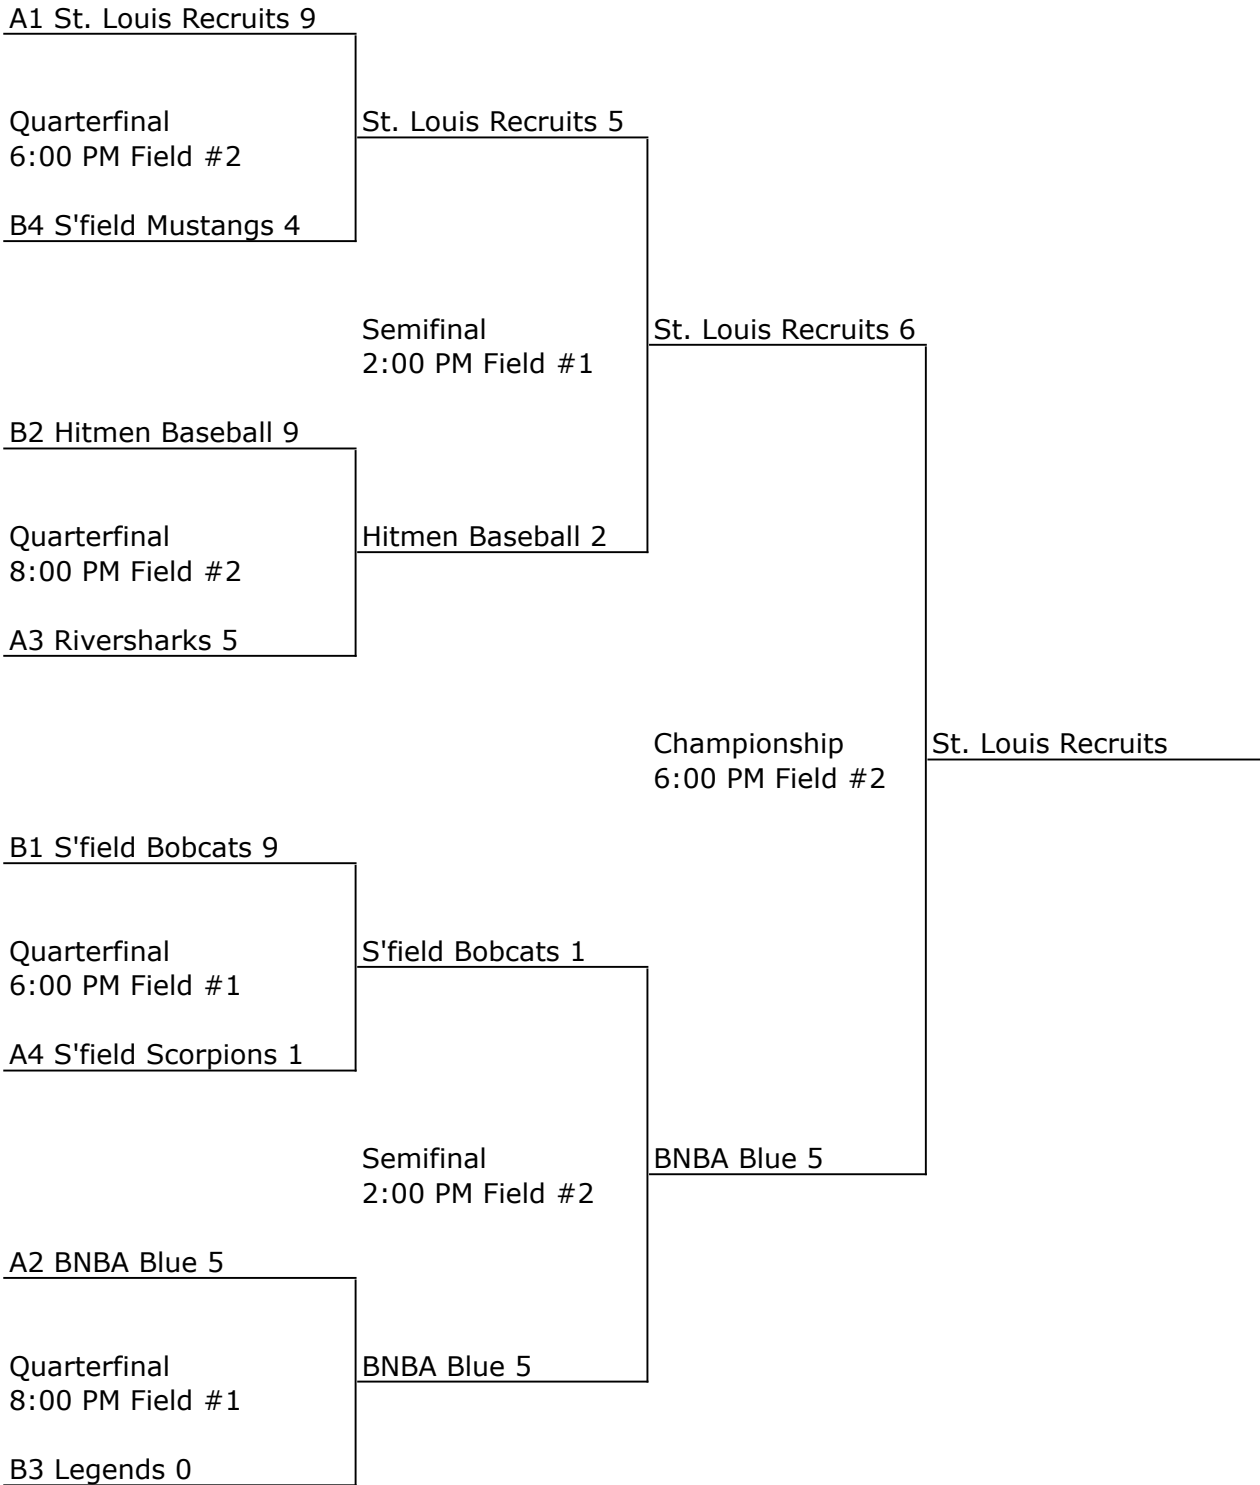 A1 St. Louis Recruits 9
Quarterfinal
6:00 PM Field #2
St. Louis Recruits 5
B4 S'field Mustangs 4
Semifinal
2:00 PM Field #1
St. Louis Recruits 6
B2 Hitmen Baseball 9
Quarterfinal
8:00 PM Field #2
Hitmen Baseball 2
A3 Riversharks 5
Championship
6:00 PM Field #2
St. Louis Recruits
B1 S'field Bobcats 9
Quarterfinal
6:00 PM Field #1
S'field Bobcats 1
A4 S'field Scorpions 1
Semifinal
2:00 PM Field #2
BNBA Blue 5
A2 BNBA Blue 5
Quarterfinal
8:00 PM Field #1
BNBA Blue 5
B3 Legends 0